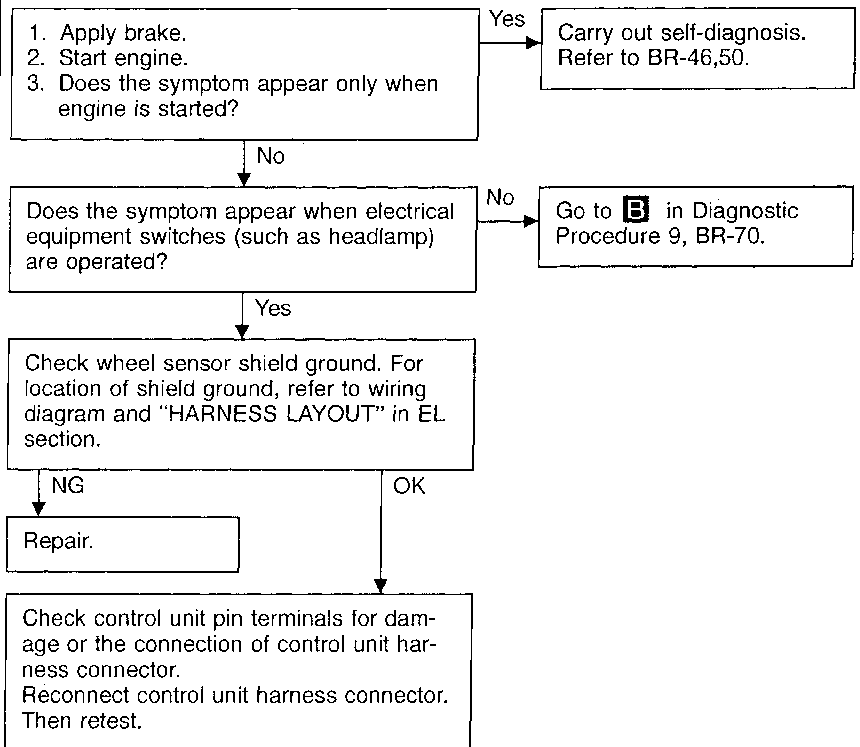 1. Apply brake.
2. Start engine.
3. Does the symptom appear only when
engine is started?
Yes
Carry out self-diagnosis.
Refer to BR-46,50.
No
Does the symptom appear when electrical
equipment switches (such as headlamp)
are operated?
No
Go to B in Diagnostic
Procedure 9, BR-70.
Yes
Check wheel sensor shield ground. For
location of shield ground, refer to wiring
diagram and "HARNESS LAYOUT" in EL
section.
NG
OK
Repair.
Check control unit pin terminals for dam-
age or the connection of control unit har-
ness connector.
Reconnect control unit harness connector.
Then retest.